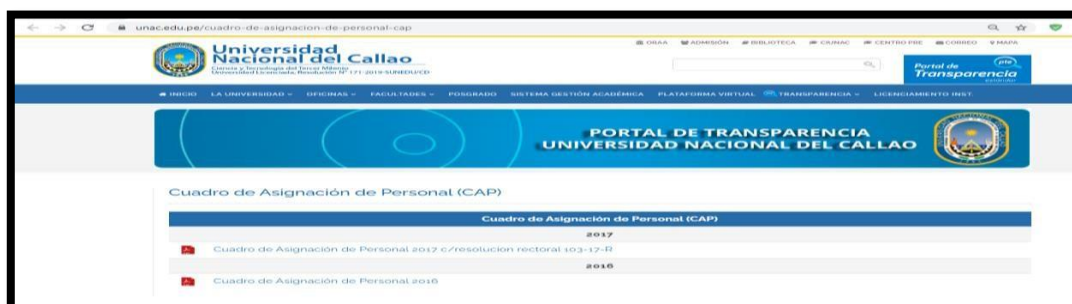 unac.edu.pe/cuadro-de-asignacion-de-personal-cap
ORAA ADMISIÓN BIBLIOTECA CIUNAC CENTRO PRE CORREO MAPA
Universidad
Nacional del Callao
Ciencia y Tecnología del Tercer Milenio
Universidad Licenciada, Resolución N° 171-2019-SUNEDU/CD
Portal de
Transparencia
pte
INICIO LA UNIVERSIDAD OFICINAS FACULTADES POSGRADO SISTEMA GESTIÓN ACADÉMICA PLATAFORMA VIRTUAL TRANSPARENCIA LICENCIAMIENTO INST.
PORTAL DE TRANSPARENCIA
UNIVERSIDAD NACIONAL DEL CALLAO
Cuadro de Asignación de Personal (CAP)
Cuadro de Asignación de Personal (CAP)
2017
Cuadro de Asignación de Personal 2017 c/resolucion rectoral 103-17-R
2016
Cuadro de Asignación de Personal 2016